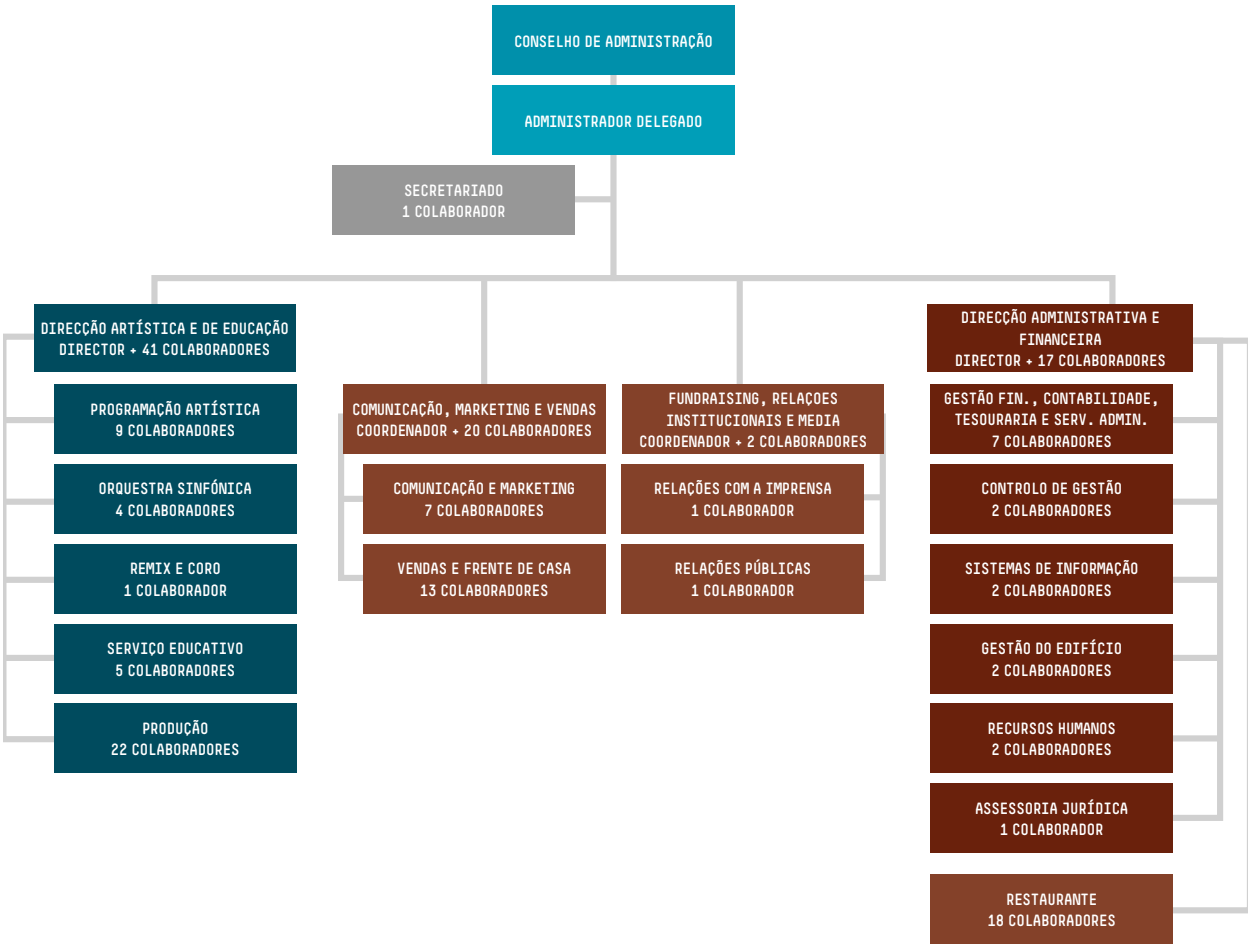 CONSELHO DE ADMINISTRAÇÃO
ADMINISTRADOR DELEGADO
SECRETARIADO
1 COLABORADOR
DIRECÇÃO ARTÍSTICA E DE EDUCAÇÃO
DIRECTOR + 41 COLABORADORES
PROGRAMAÇÃO ARTÍSTICA
9 COLABORADORES
ORQUESTRA SINFÓNICA
4 COLABORADORES
REMIX E CORO
1 COLABORADOR
SERVIÇO EDUCATIVO
5 COLABORADORES
PRODUÇÃO
22 COLABORADORES
COMUNICAÇÃO, MARKETING E VENDAS
COORDENADOR + 20 COLABORADORES
COMUNICAÇÃO E MARKETING
7 COLABORADORES
VENDAS E FRENTE DE CASA
13 COLABORADORES
FUNDRAISING, RELAÇOES
INSTITUCIONAIS E MEDIA
COORDENADOR + 2 COLABORADORES
RELAÇÕES COM A IMPRENSA
1 COLABORADOR
RELAÇÕES PÚBLICAS
1 COLABORADOR
DIRECÇÃO ADMINISTRATIVA E
FINANCEIRA
DIRECTOR + 17 COLABORADORES
GESTÃO FIN., CONTABILIDADE,
TESOURARIA E SERV. ADMIN.
7 COLABORADORES
CONTROLO DE GESTÃO
2 COLABORADORES
SISTEMAS DE INFORMAÇÃO
2 COLABORADORES
GESTÃO DO EDIFÍCIO
2 COLABORADORES
RECURSOS HUMANOS
2 COLABORADORES
ASSESSORIA JURÍDICA
1 COLABORADOR
RESTAURANTE
18 COLABORADORES